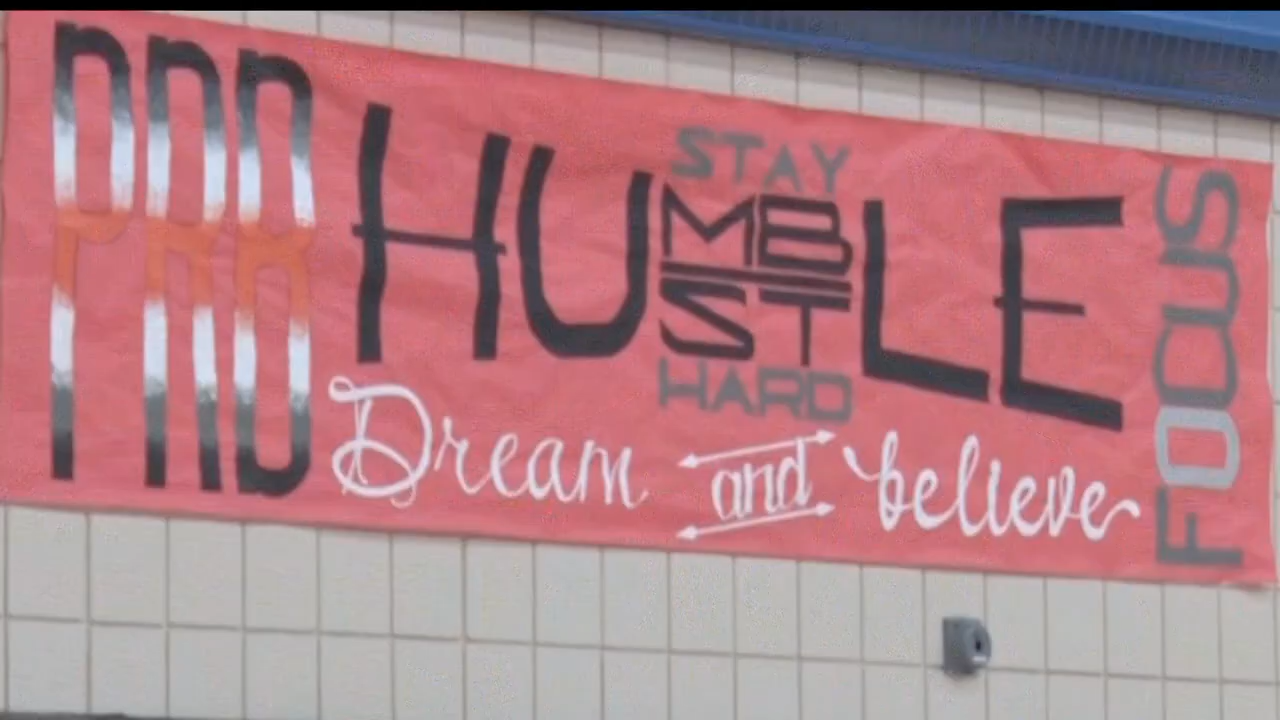 STAY
HUMBLE
HUSTLE
HARD
Dream and believe
FOCUS